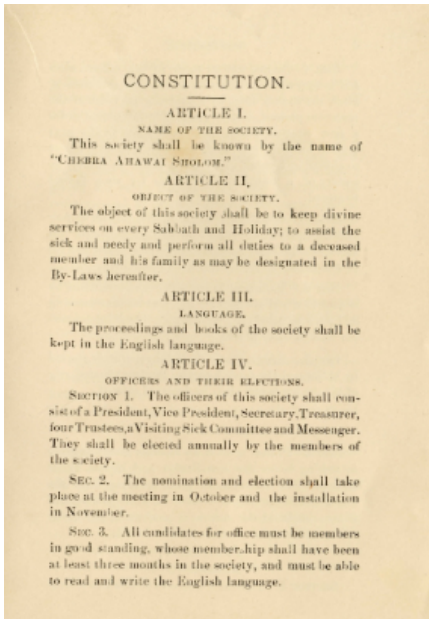 CONSTITUTION.
ARTICLE I.
NAME OF THE SOCIETY.
This society shall be known by the name of
"CHEBRA AHAWAI SHOLOM."
ARTICLE II.
OBJECT OF THE SOCIETY.
The object of this society shall be to keep divine
services on every Sabbath and Holiday; to assist the
sick and needy and perform all duties to a deceased
member and his family as may be designated in the
By-Laws hereafter.
ARTICLE III.
LANGUAGE.
The proceedings and books of the society shall be
kept in the English language.
ARTICLE IV.
OFFICERS AND THEIR ELECTIONS.
SECTION 1. The officers of this society shall con-
sist of a President, Vice President, Secretary, Treasurer,
four Trustees, a Visiting Sick Committee and Messenger.
They shall be elected annually by the members of
the society.
SEC. 2. The nomination and election shall take
place at the meeting in October and the installation
in November.
SEC. 3. All candidates for office must be members
in good standing, whose membership shall have been
at least three months in the society, and must be able
to read and write the English language.